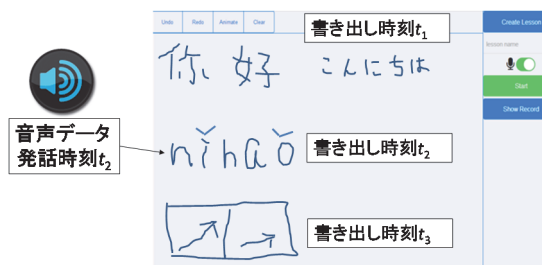 Undo Redo Animate Clear
Create Lesson
書き出し時刻t1
lesson name
你 好 こんにちは
Start
Show Record
音声データ
発話時刻t2
nǐhǎo
書き出し時刻t2
書き出し時刻t3